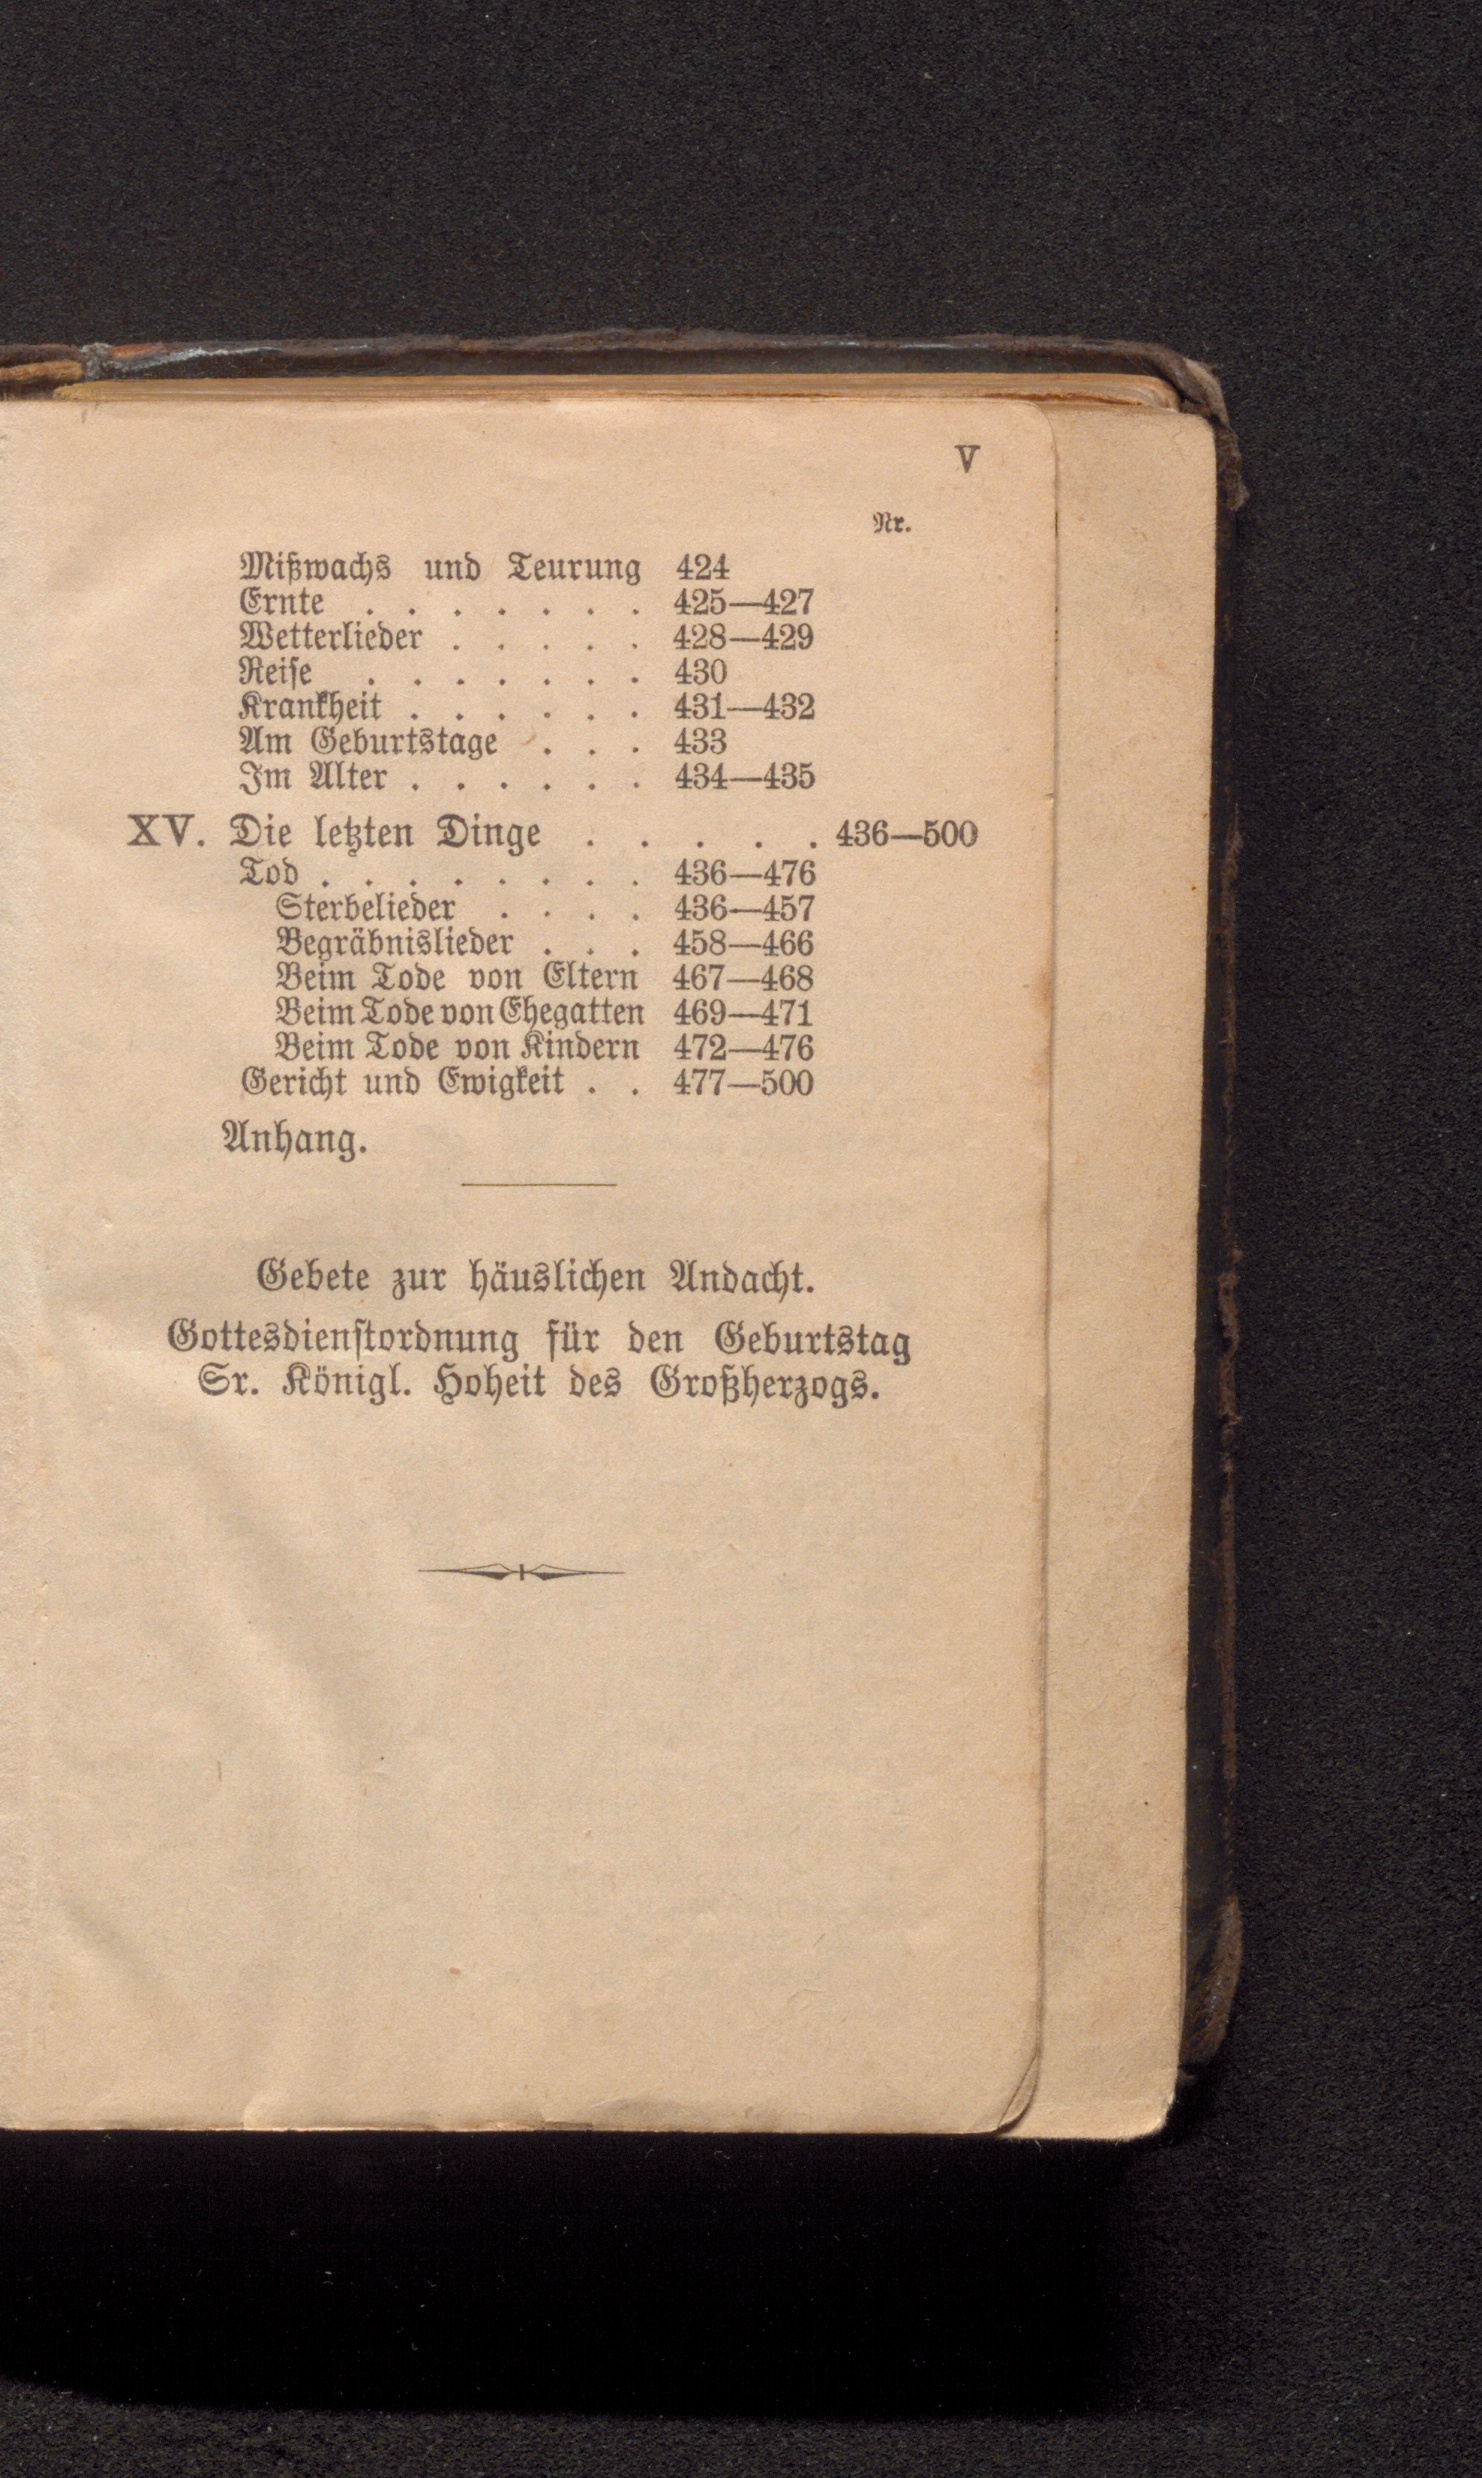 V
Nr.
Mißwachs und Teurung 424
Ernte . . . . . . . 425—427
Wetterlieder . . . . . 428—429
Reise . . . . . . . 430
Krankheit . . . . . . 431—432
Am Geburtstage . . . 433
Im Alter . . . . . . 434—435
XV. Die letzten Dinge . . . . . 436—500
Tod . . . . . . . . 436—476
Sterbelieder . . . . 436—457
Begräbnislieder . . . 458—466
Beim Tode von Eltern 467—468
Beim Tode von Ehegatten 469—471
Beim Tode von Kindern 472—476
Gericht und Ewigkeit . . 477—500
Anhang.
Gebete zur häuslichen Andacht.
Gottesdienstordnung für den Geburtstag
Sr. Königl. Hoheit des Großherzogs.